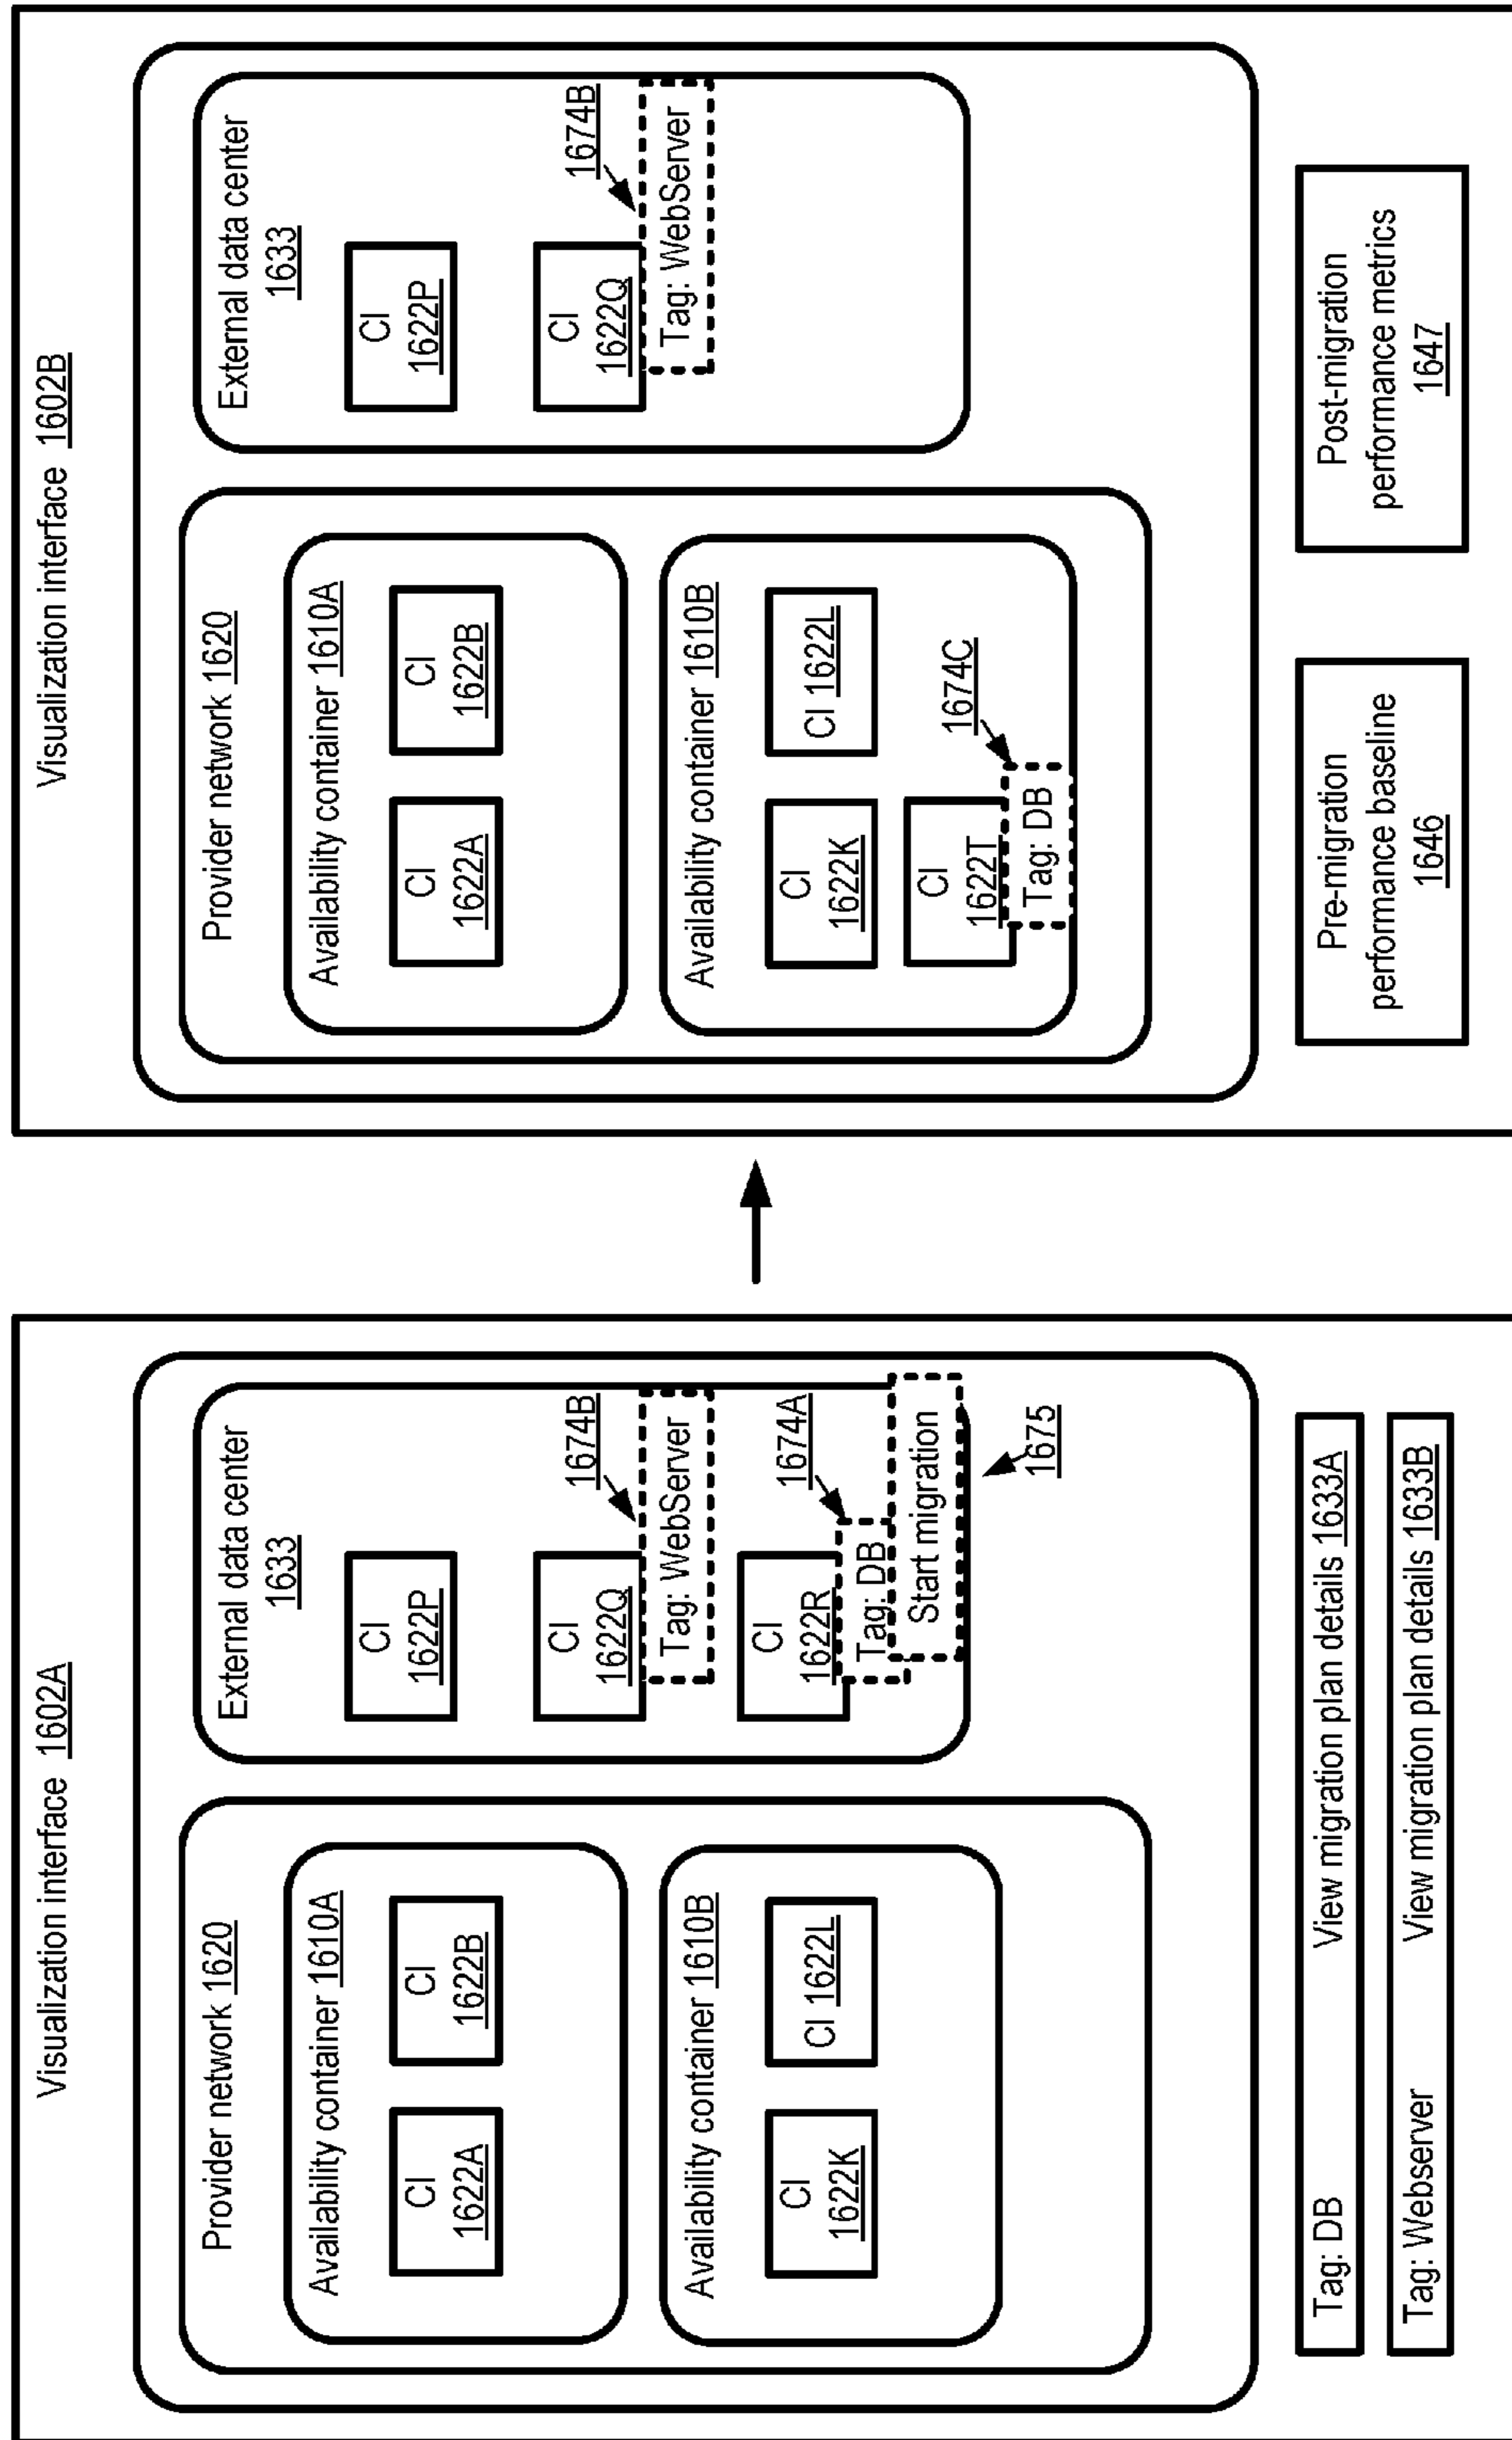 Visualization interface 1602A
Provider network 1620
Availability container 1610A
CI
1622A
CI
1622B
Availability container 1610B
CI
1622K
CI 1622L
External data center
1633
CI
1622P
CI
1622Q
1674B
Tag: WebServer
CI
1622R
1674A
Tag: DB
Start migration
1675
Tag: DB View migration plan details 1633A
Tag: Webserver View migration plan details 1633B
Visualization interface 1602B
Provider network 1620
Availability container 1610A
CI
1622A
CI
1622B
Availability container 1610B
CI
1622K
CI 1622L
CI
1622T
1674C
Tag: DB
External data center
1633
CI
1622P
CI
1622Q
1674B
Tag: WebServer
Pre-migration
performance baseline
1646
Post-migration
performance metrics
1647